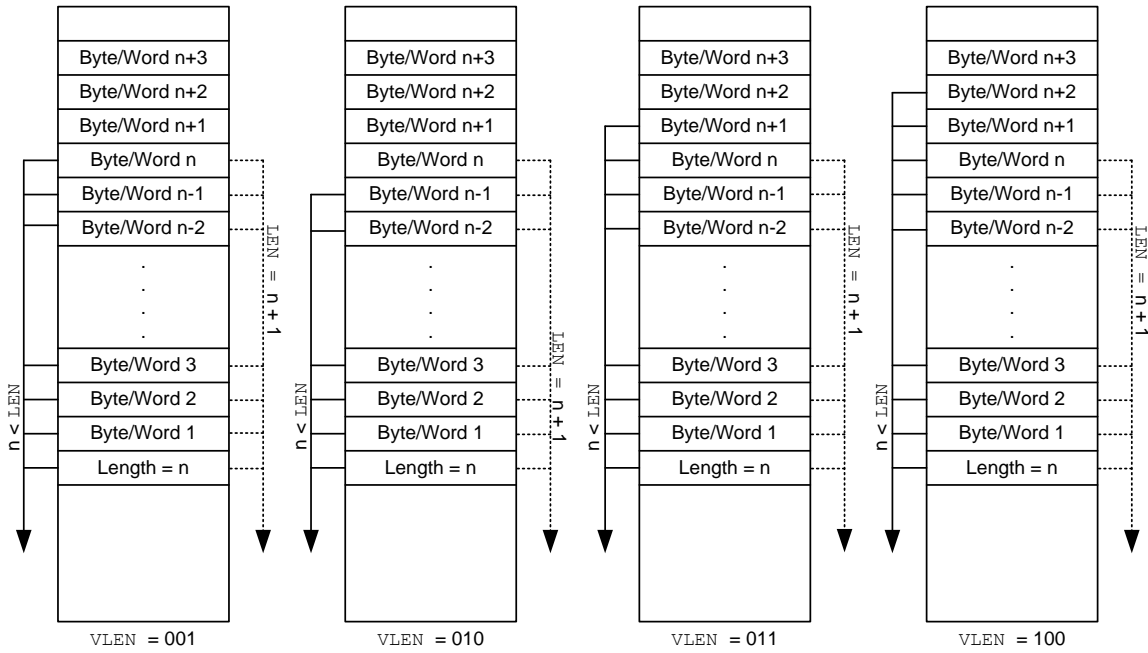 Byte/Word n+3
Byte/Word n+2
Byte/Word n+1
Byte/Word n
Byte/Word n-1
Byte/Word n-2
Byte/Word 3
Byte/Word 2
Byte/Word 1
Length = n
LEN > n
LEN = n + 1
VLEN = 001
Byte/Word n+3
Byte/Word n+2
Byte/Word n+1
Byte/Word n
Byte/Word n-1
Byte/Word n-2
Byte/Word 3
Byte/Word 2
Byte/Word 1
Length = n
LEN > n
LEN = n + 1
VLEN = 010
Byte/Word n+3
Byte/Word n+2
Byte/Word n+1
Byte/Word n
Byte/Word n-1
Byte/Word n-2
Byte/Word 3
Byte/Word 2
Byte/Word 1
Length = n
LEN > n
LEN = n + 1
VLEN = 011
Byte/Word n+3
Byte/Word n+2
Byte/Word n+1
Byte/Word n
Byte/Word n-1
Byte/Word n-2
Byte/Word 3
Byte/Word 2
Byte/Word 1
Length = n
LEN > n
LEN = n + 1
VLEN = 100